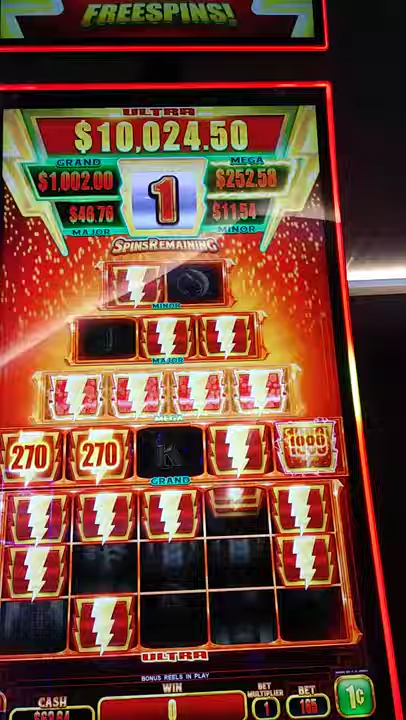 FREESPINS!
ULTRA
$10,024.50
GRAND
MEGA
$1,002.00
1
$252.58
$46.76
$11.54
MAJOR
MINOR
SPINS REMAINING
MINOR
J
MAJOR
MEGA
270
270
K
GRAND
ULTRA
BONUS REELS IN PLAY
CASH
WIN
0
BET MULTIPLIER
1
BET
165
1¢